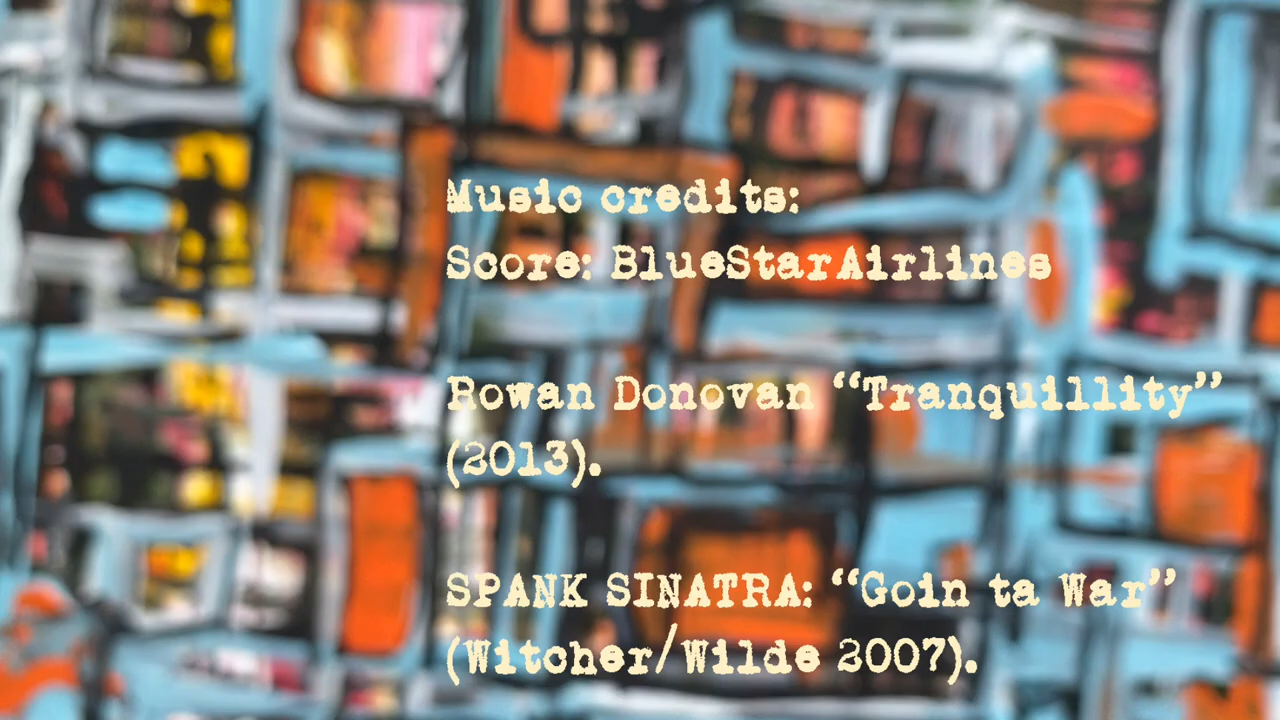 Music credits:
Score: BlueStarAirlines
Rowan Donovan “Tranquillity”
(2013).
SPANK SINATRA: “Goin ta War”
(Witcher/Wilde 2007).